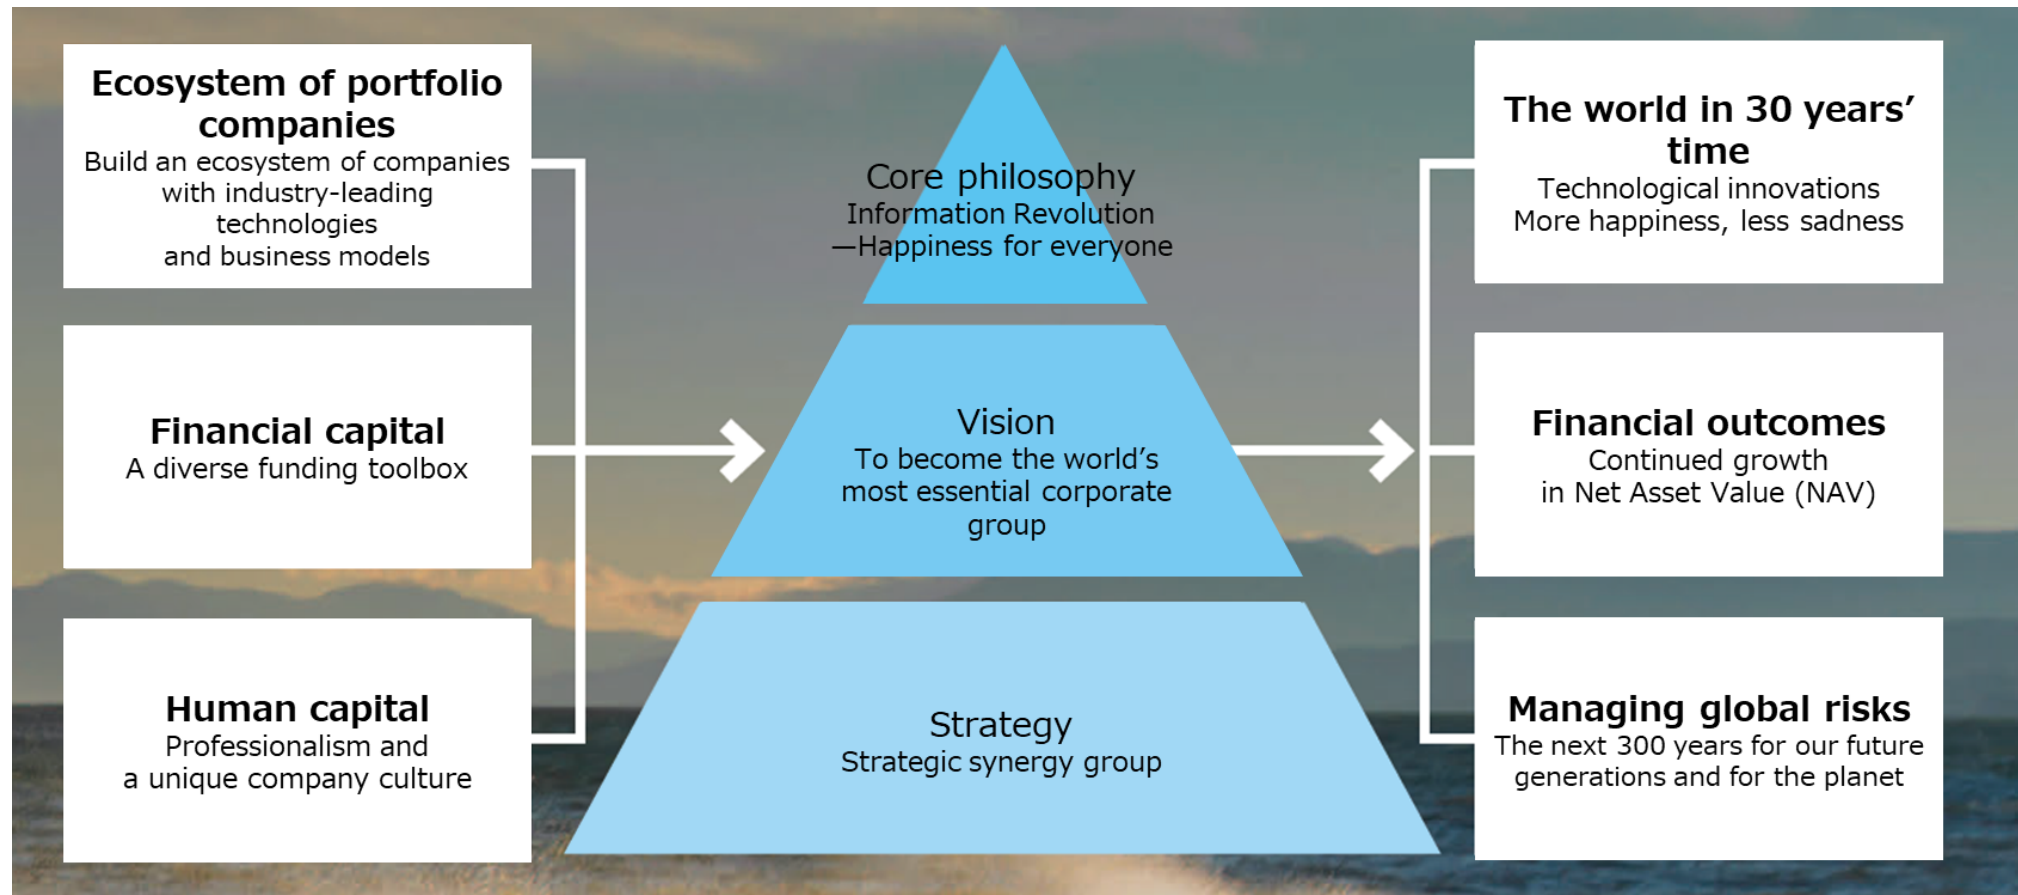 Ecosystem of portfolio
companies
Build an ecosystem of companies
with industry-leading
technologies
and business models
Financial capital
A diverse funding toolbox
Human capital
Professionalism and
a unique company culture
Core philosophy
Information Revolution
—Happiness for everyone
Vision
To become the world’s
most essential corporate
group
Strategy
Strategic synergy group
The world in 30 years’
time
Technological innovations
More happiness, less sadness
Financial outcomes
Continued growth
in Net Asset Value (NAV)
Managing global risks
The next 300 years for our future
generations and for the planet